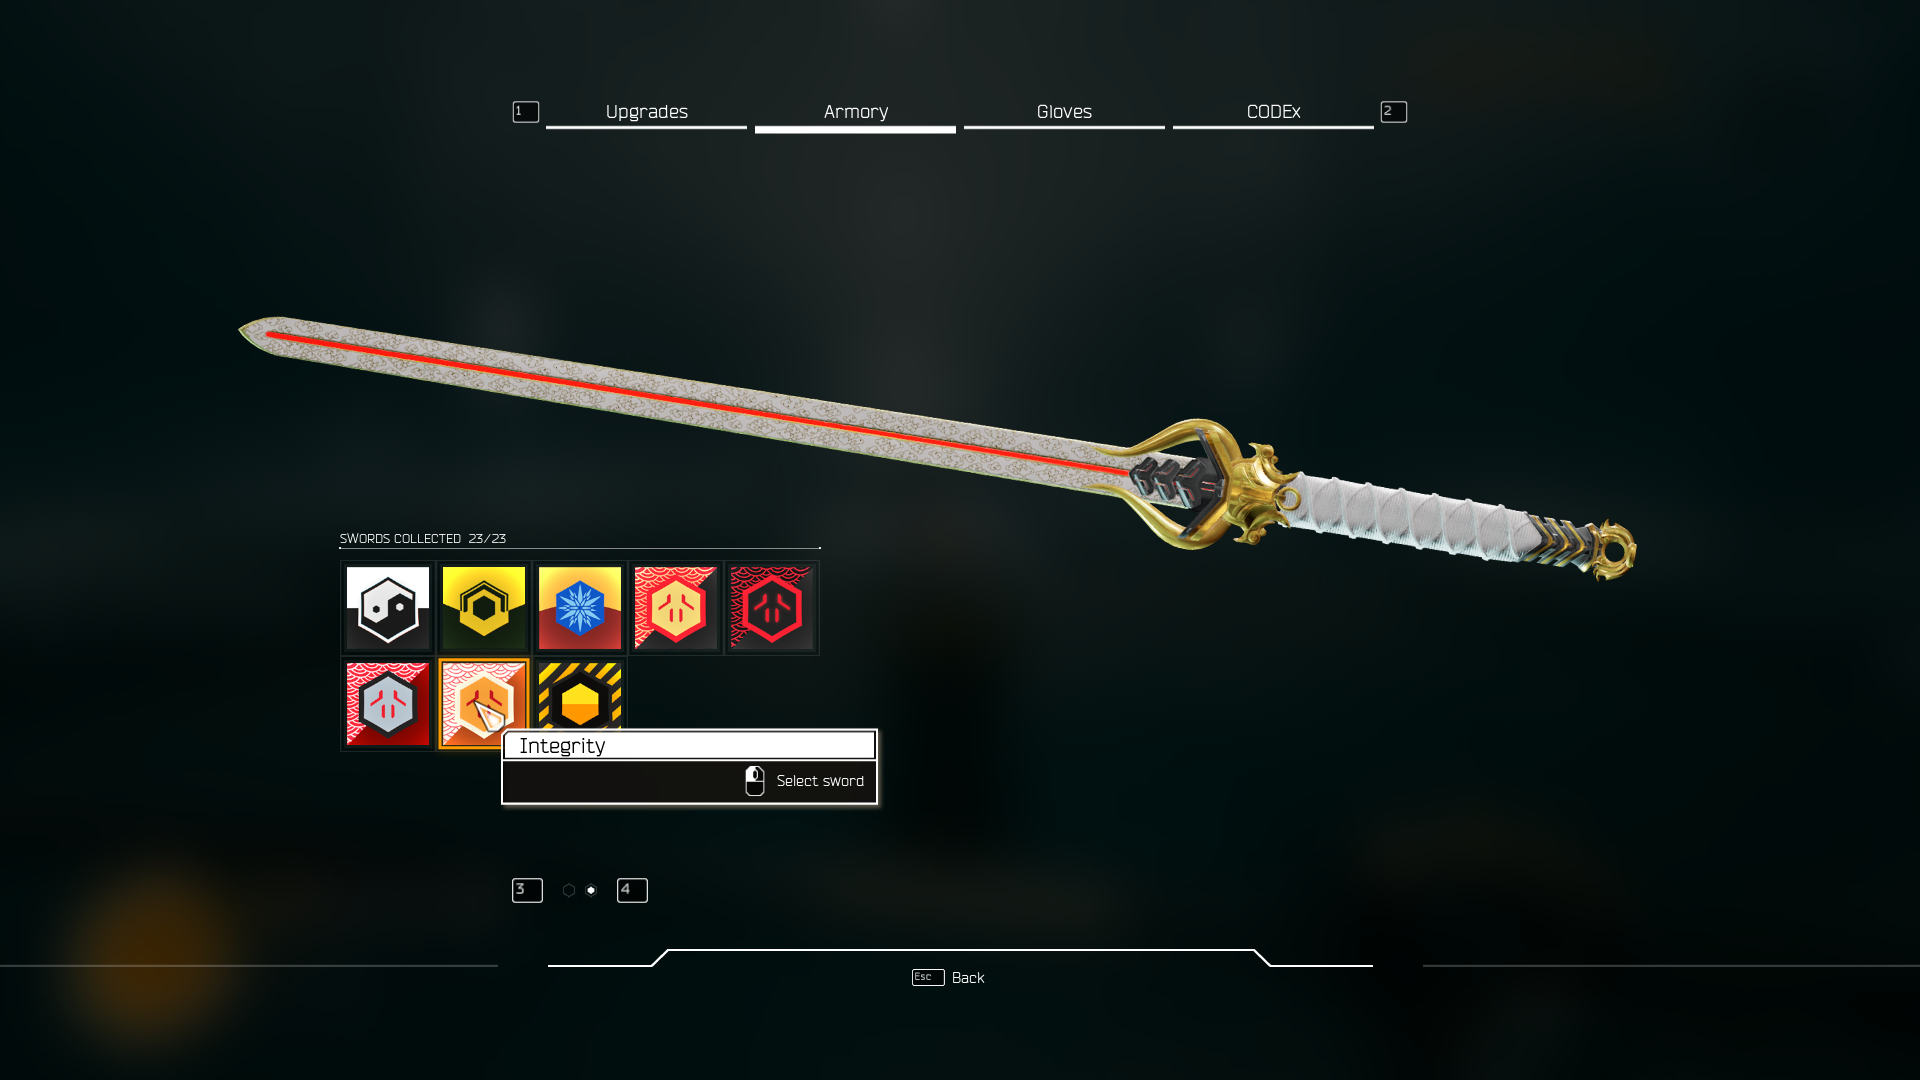 1
Upgrades
Armory
Gloves
CODEx
2
SWORDS COLLECTED 23/23
Integrity
Select sword
3
4
Esc
Back